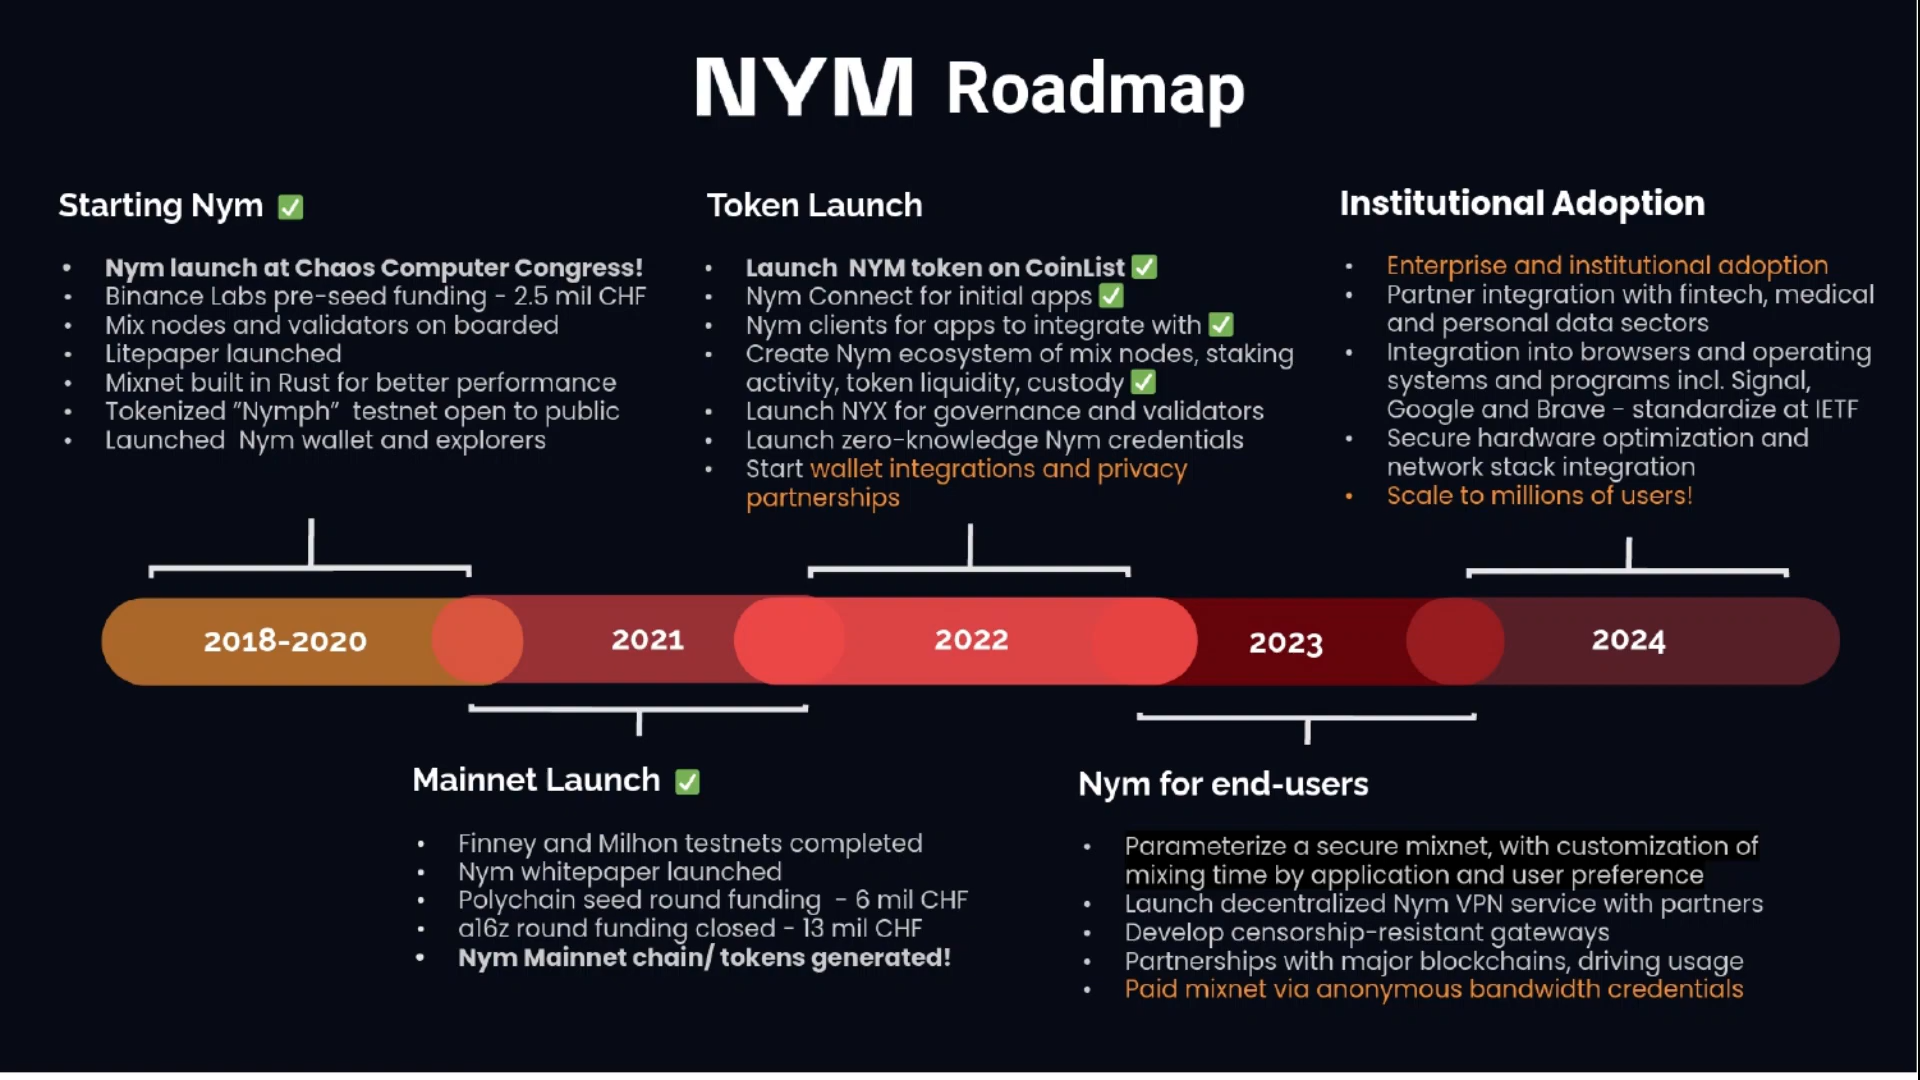 NYM Roadmap
Starting Nym ✅
• Nym launch at Chaos Computer Congress!
• Binance Labs pre-seed funding - 2.5 mil CHF
• Mix nodes and validators on boarded
• Litepaper launched
• Mixnet built in Rust for better performance
• Tokenized "Nymph" testnet open to public
• Launched Nym wallet and explorers
Token Launch
• Launch NYM token on CoinList ✅
• Nym Connect for initial apps ✅
• Nym clients for apps to integrate with ✅
• Create Nym ecosystem of mix nodes, staking
activity, token liquidity, custody ✅
• Launch NYX for governance and validators
• Launch zero-knowledge Nym credentials
• Start wallet integrations and privacy
partnerships
Institutional Adoption
• Enterprise and institutional adoption
• Partner integration with fintech, medical
and personal data sectors
• Integration into browsers and operating
systems and programs incl. Signal,
Google and Brave - standardize at IETF
• Secure hardware optimization and
network stack integration
• Scale to millions of users!
2018-2020
2021
2022
2023
2024
Mainnet Launch ✅
• Finney and Milhon testnets completed
• Nym whitepaper launched
• Polychain seed round funding - 6 mil CHF
• a16z round funding closed - 13 mil CHF
• Nym Mainnet chain/ tokens generated!
Nym for end-users
• Parameterize a secure mixnet, with customization of
mixing time by application and user preference
• Launch decentralized Nym VPN service with partners
• Develop censorship-resistant gateways
• Partnerships with major blockchains, driving usage
• Paid mixnet via anonymous bandwidth credentials